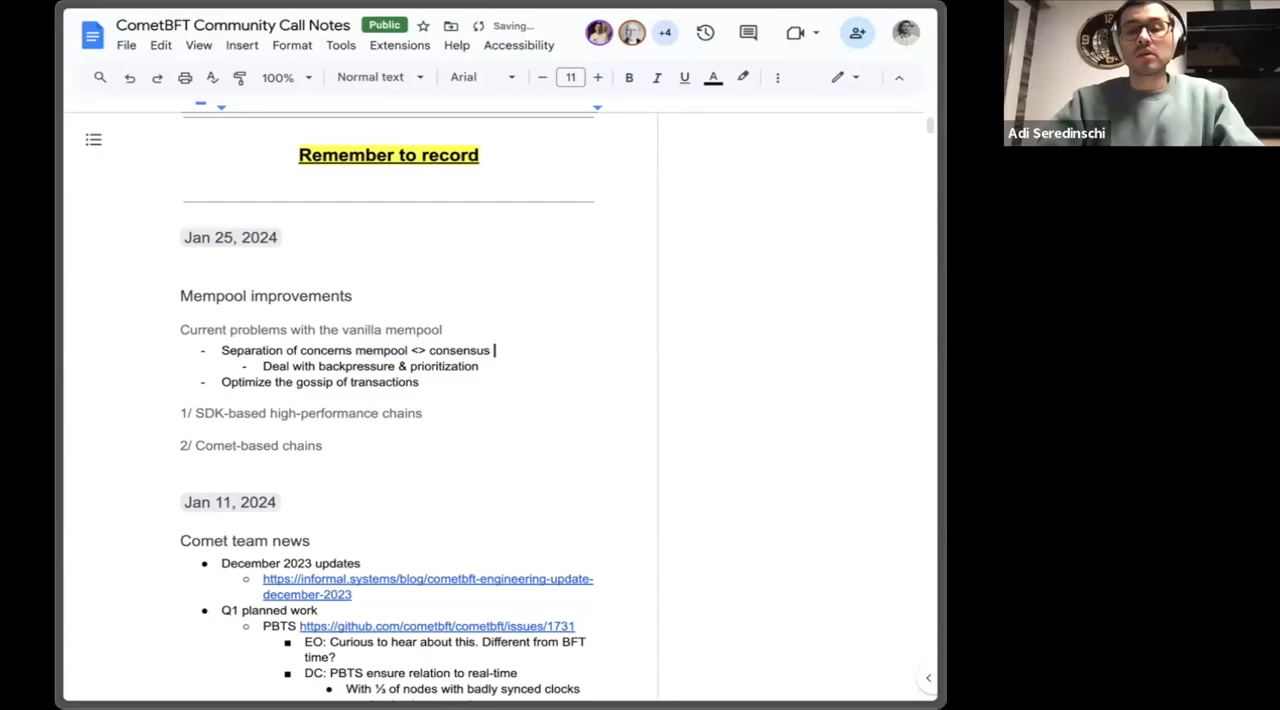 CometBFT Community Call Notes Public Saving...
+4
File Edit View Insert Format Tools Extensions Help Accessibility
100% Normal text Arial 11 B I U A
Remember to record
Jan 25, 2024
Mempool improvements
Current problems with the vanilla mempool
- Separation of concerns mempool <> consensus
- Deal with backpressure & prioritization
- Optimize the gossip of transactions
1/ SDK-based high-performance chains
2/ Comet-based chains
Jan 11, 2024
Comet team news
● December 2023 updates
○ https://informal.systems/blog/cometbft-engineering-update-
december-2023
● Q1 planned work
○ PBTS https://github.com/cometbft/cometbft/issues/1731
■ EO: Curious to hear about this. Different from BFT
time?
■ DC: PBTS ensure relation to real-time
● With ⅓ of nodes with badly synced clocks
Adi Seredinschi